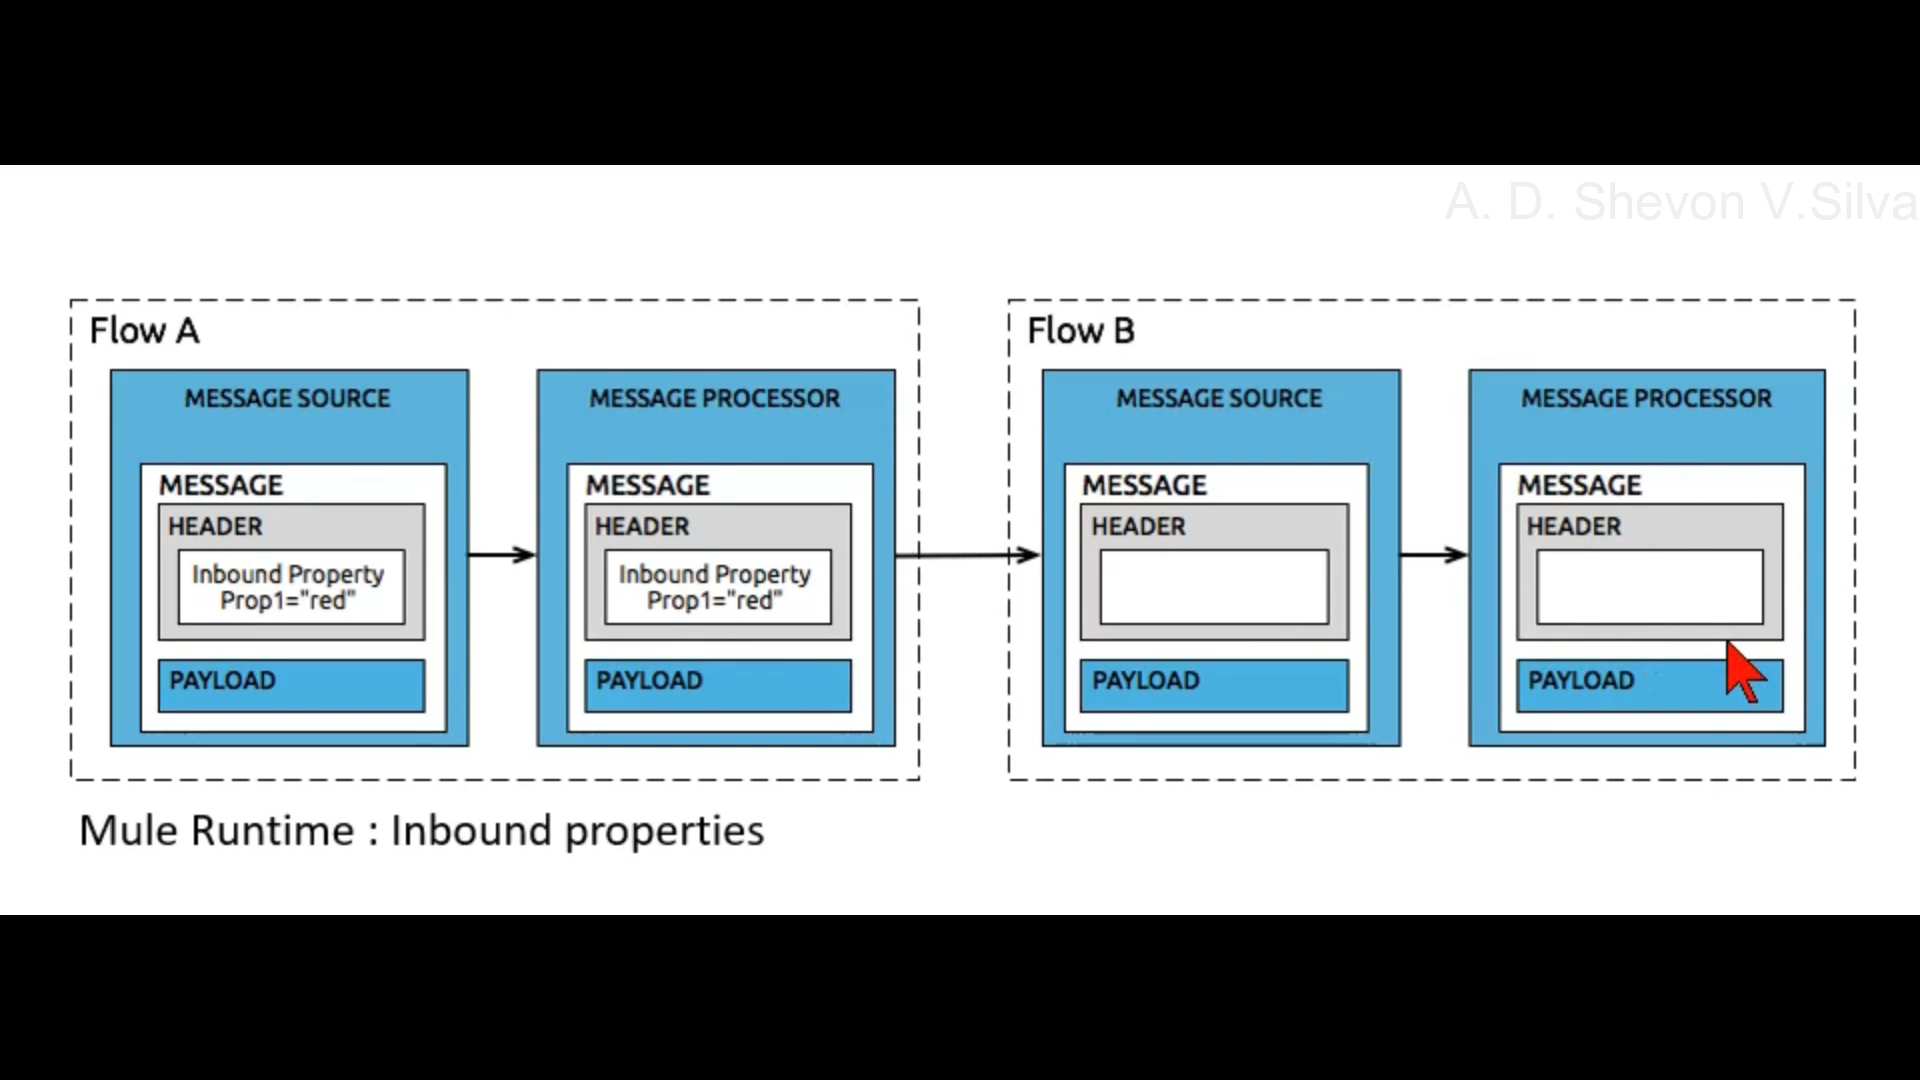 A. D. Shevon V.Silva
Flow A
MESSAGE SOURCE
MESSAGE
HEADER
Inbound Property
Prop1="red"
PAYLOAD
MESSAGE PROCESSOR
MESSAGE
HEADER
Inbound Property
Prop1="red"
PAYLOAD
Flow B
MESSAGE SOURCE
MESSAGE
HEADER
PAYLOAD
MESSAGE PROCESSOR
MESSAGE
HEADER
PAYLOAD
Mule Runtime : Inbound properties